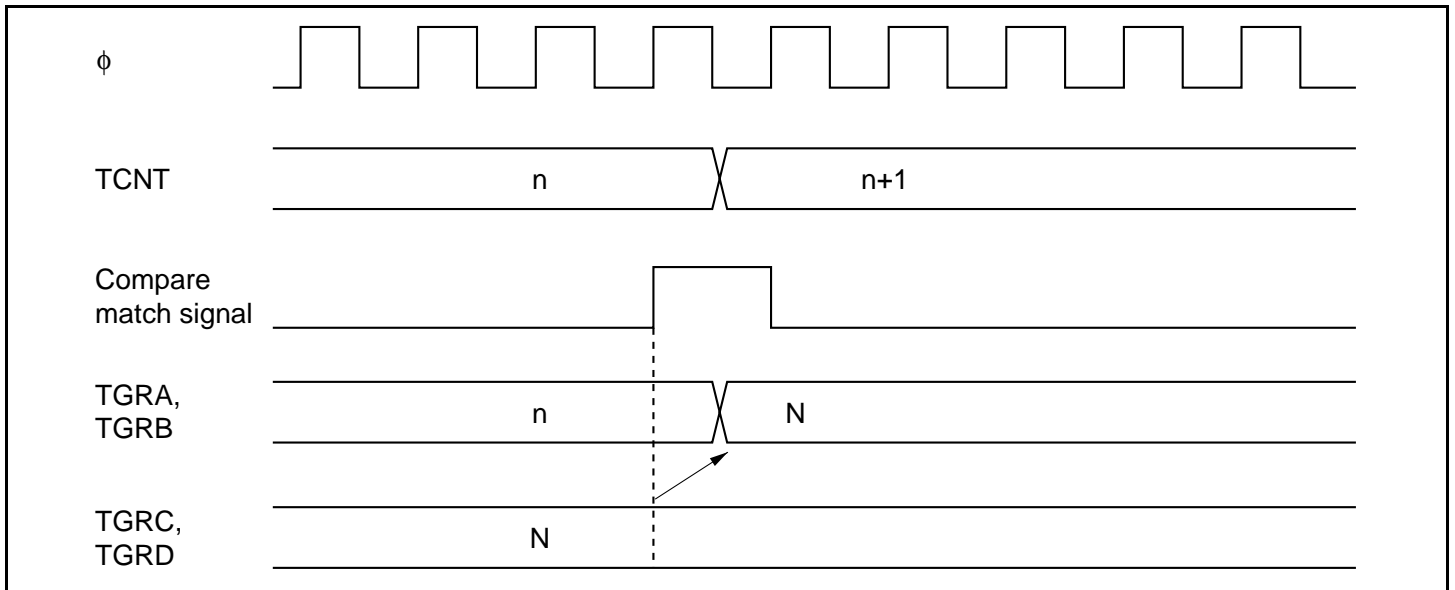 ϕ
TCNT
n
n+1
Compare
match signal
TGRA,
TGRB
n
N
TGRC,
TGRD
N